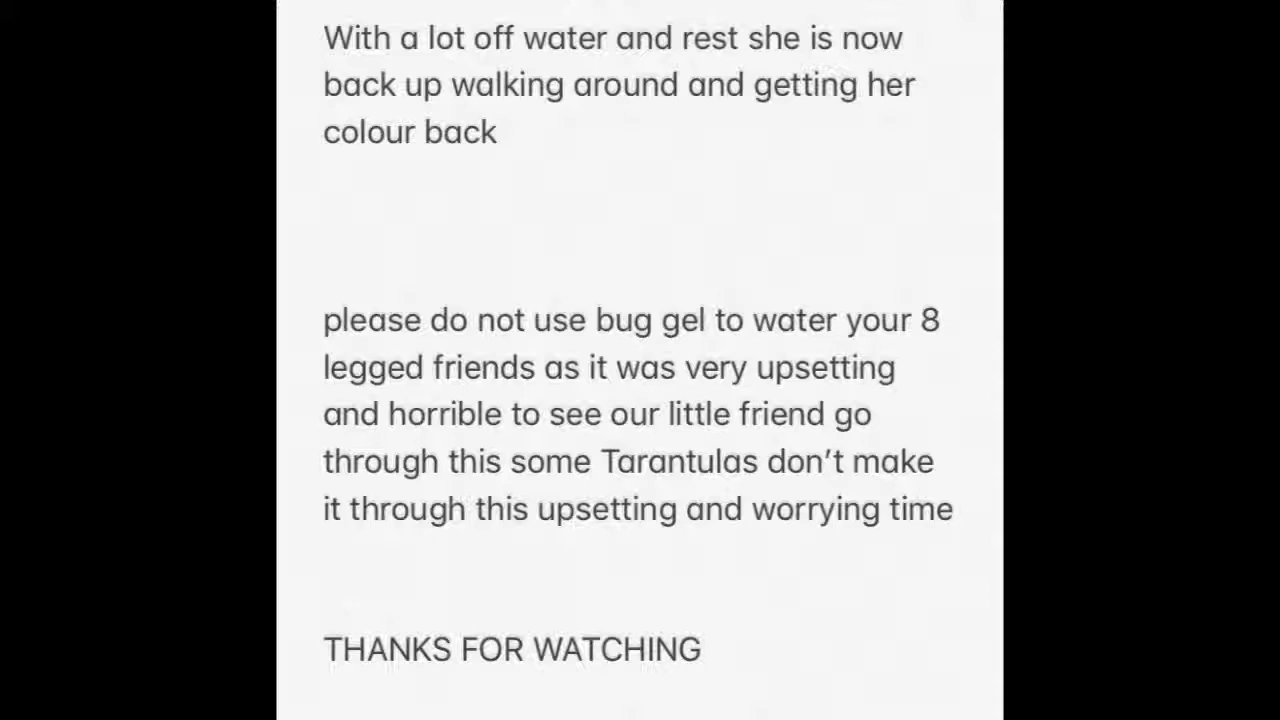 With a lot off water and rest she is now
back up walking around and getting her
colour back
please do not use bug gel to water your 8
legged friends as it was very upsetting
and horrible to see our little friend go
through this some Tarantulas don't make
it through this upsetting and worrying time
THANKS FOR WATCHING